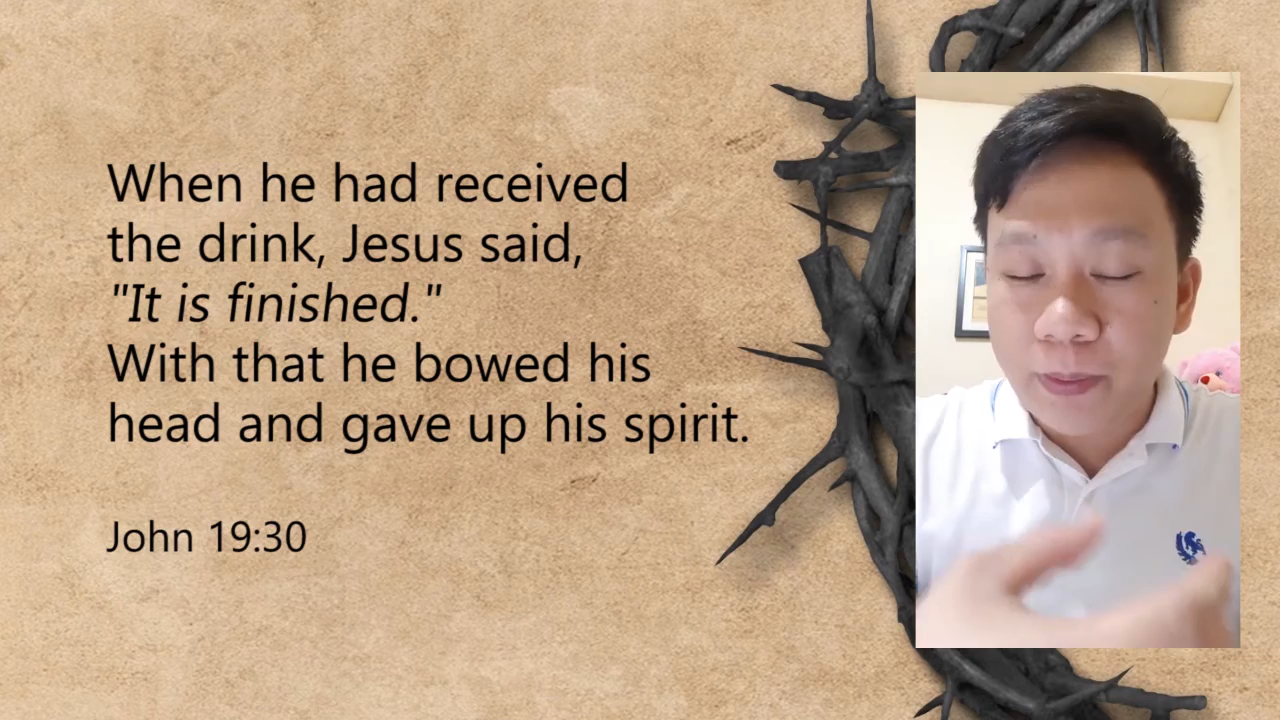 When he had received
the drink, Jesus said,
"It is finished."
With that he bowed his
head and gave up his spirit.
John 19:30